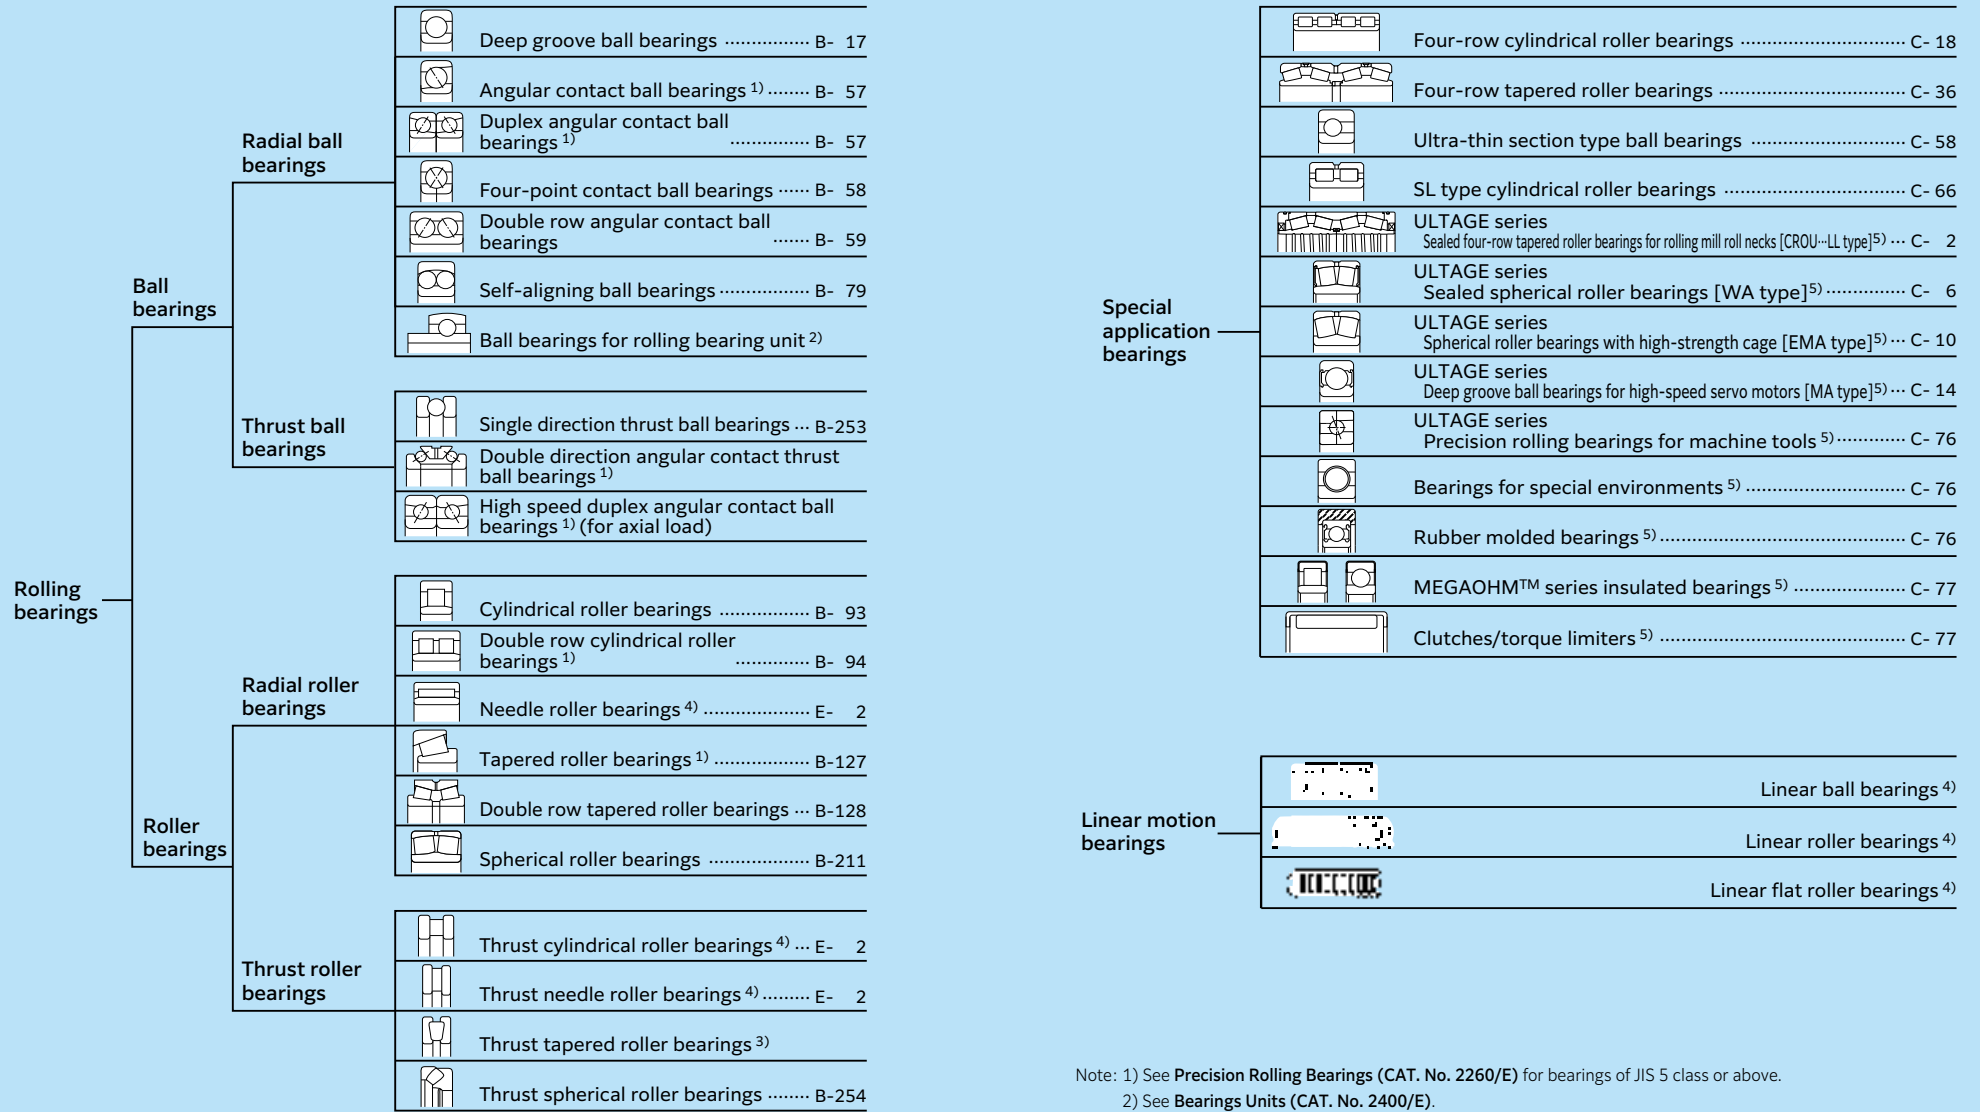 Rolling
bearings
Ball
bearings
Radial ball
bearings
Deep groove ball bearings ··············· B- 17
Angular contact ball bearings 1) ········ B- 57
Duplex angular contact ball
bearings 1) ·············· B- 57
Four-point contact ball bearings ······ B- 58
Double row angular contact ball
bearings ······· B- 59
Self-aligning ball bearings ················ B- 79
Ball bearings for rolling bearing unit 2)
Thrust ball
bearings
Single direction thrust ball bearings ··· B-253
Double direction angular contact thrust
ball bearings 1)
High speed duplex angular contact ball
bearings 1) (for axial load)
Roller
bearings
Radial roller
bearings
Cylindrical roller bearings ················ B- 93
Double row cylindrical roller
bearings 1) ············· B- 94
Needle roller bearings 4) ··················· E- 2
Tapered roller bearings 1) ················· B-127
Double row tapered roller bearings ··· B-128
Spherical roller bearings ·················· B-211
Thrust roller
bearings
Thrust cylindrical roller bearings 4) ··· E- 2
Thrust needle roller bearings 4) ········· E- 2
Thrust tapered roller bearings 3)
Thrust spherical roller bearings ········ B-254
Special
application
bearings
Four-row cylindrical roller bearings ····························· C- 18
Four-row tapered roller bearings ································· C- 36
Ultra-thin section type ball bearings ···························· C- 58
SL type cylindrical roller bearings ································ C- 66
ULTAGE series
Sealed four-row tapered roller bearings for rolling mill roll necks [CROU···LL type]5) ··· C- 2
ULTAGE series
Sealed spherical roller bearings [WA type]5) ·············· C- 6
ULTAGE series
Spherical roller bearings with high-strength cage [EMA type]5) ··· C- 10
ULTAGE series
Deep groove ball bearings for high-speed servo motors [MA type]5) ··· C- 14
ULTAGE series
Precision rolling bearings for machine tools 5) ············ C- 76
Bearings for special environments 5) ···························· C- 76
Rubber molded bearings 5) ··········································· C- 76
MEGAOHM™ series insulated bearings 5) ···················· C- 77
Clutches/torque limiters 5) ··········································· C- 77
Linear motion
bearings
Linear ball bearings 4)
Linear roller bearings 4)
Linear flat roller bearings 4)
Note: 1) See Precision Rolling Bearings (CAT. No. 2260/E) for bearings of JIS 5 class or above.
2) See Bearings Units (CAT. No. 2400/E).